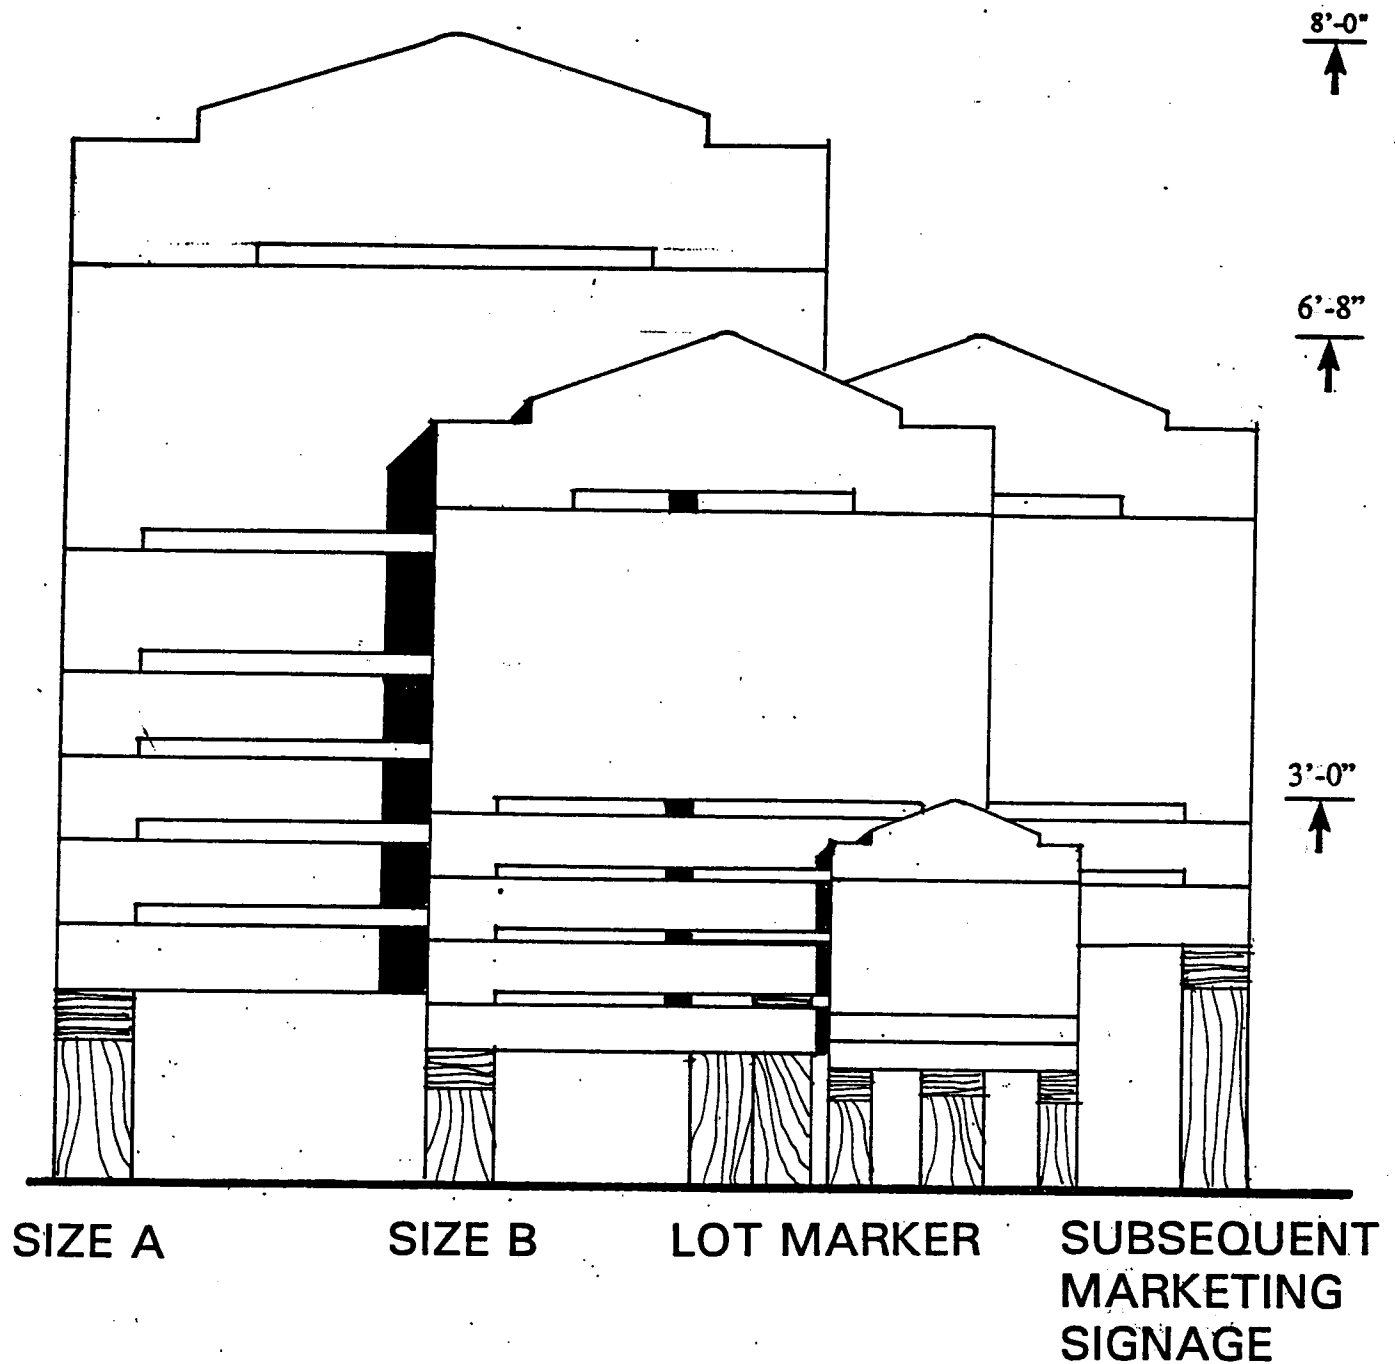 8'-0"
6'-8"
3'-0"
SIZE A
SIZE B
LOT MARKER
SUBSEQUENT
MARKETING
SIGNAGE